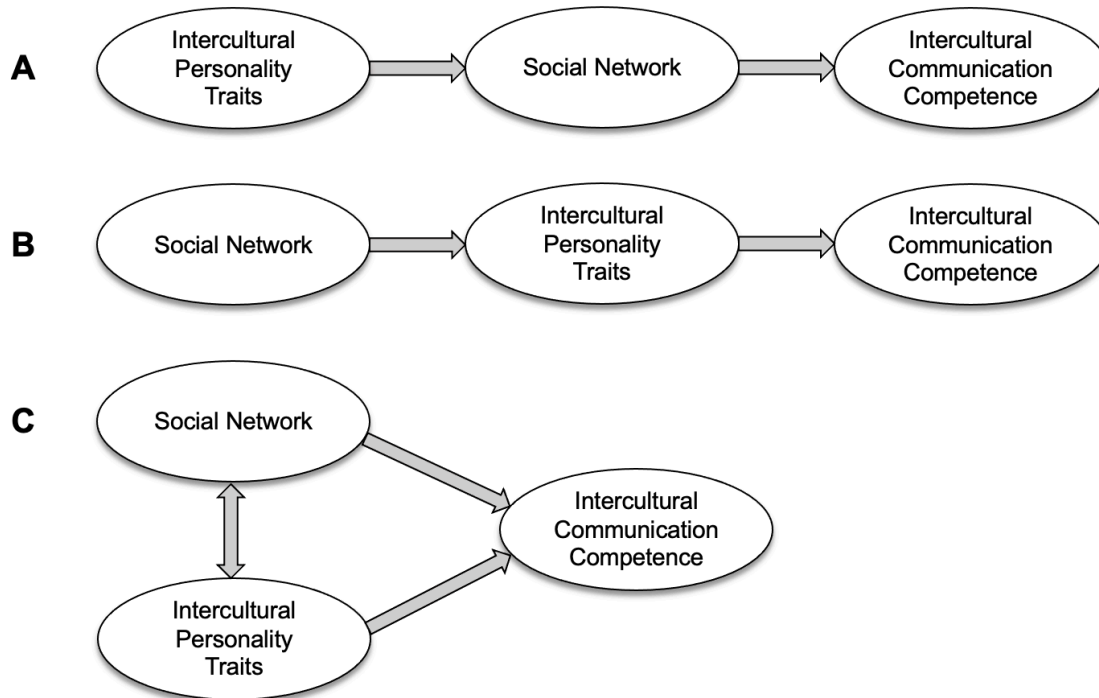 A
Intercultural
Personality
Traits
Social Network
Intercultural
Communication
Competence
B
Social Network
Intercultural
Personality
Traits
Intercultural
Communication
Competence
C
Social Network
Intercultural
Communication
Competence
Intercultural
Personality
Traits